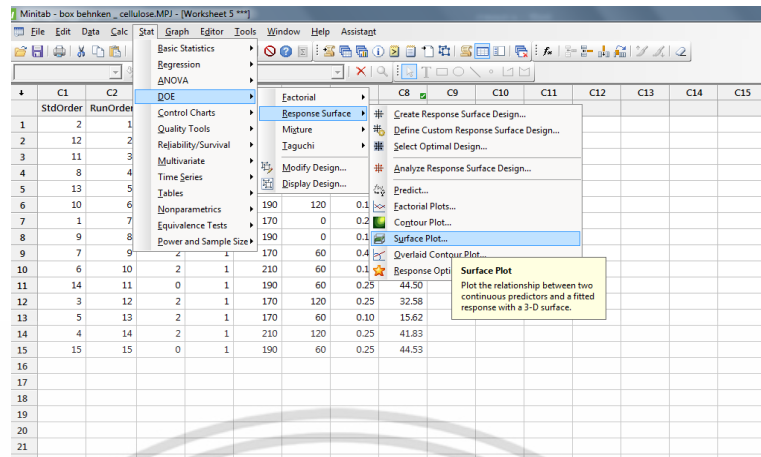 Minitab - box behnken _ cellulose.MPJ - [Worksheet 5 ***]
File Edit Data Calc Stat Graph Editor Tools Window Help Assistant
Basic Statistics
Regression
ANOVA
DOE
Control Charts
Quality Tools
Reliability/Survival
Multivariate
Time Series
Tables
Nonparametrics
Equivalence Tests
Power and Sample Size
Factorial
Response Surface
Mixture
Taguchi
Modify Design...
Display Design...
Create Response Surface Design...
Define Custom Response Surface Design...
Select Optimal Design...
Analyze Response Surface Design...
Predict...
Factorial Plots...
Contour Plot...
Surface Plot...
Overlaid Contour Plot...
Response Opti
Surface Plot
Plot the relationship between two
continuous predictors and a fitted
response with a 3-D surface.
C1 C2 C8 C9 C10 C11 C12 C13 C14 C15
StdOrder RunOrder
1 2 1
2 12 2
3 11 3
4 8 4
5 13 5
6 10 6 190 120 0.1
7 1 7 170 0 0.2
8 9 8 190 0 0.1
9 7 9 2 1 170 60 0.4
10 6 10 2 1 210 60 0.1
11 14 11 0 1 190 60 0.25 44.50
12 3 12 2 1 170 120 0.25 32.58
13 5 13 2 1 170 60 0.10 15.62
14 4 14 2 1 210 120 0.25 41.83
15 15 15 0 1 190 60 0.25 44.53
16
17
18
19
20
21